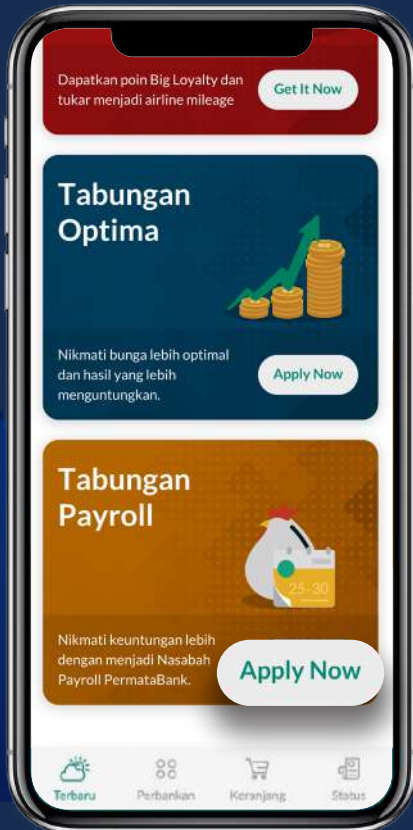 Dapatkan poin Big Loyalty dan
tukar menjadi airline mileage
Get It Now
Tabungan
Optima
Nikmati bunga lebih optimal
dan hasil yang lebih
menguntungkan.
Apply Now
Tabungan
Payroll
25-30
Nikmati keuntungan lebih
dengan menjadi Nasabah
Payroll PermataBank.
Apply Now
Terbaru
Perbankan
Keranjang
Status